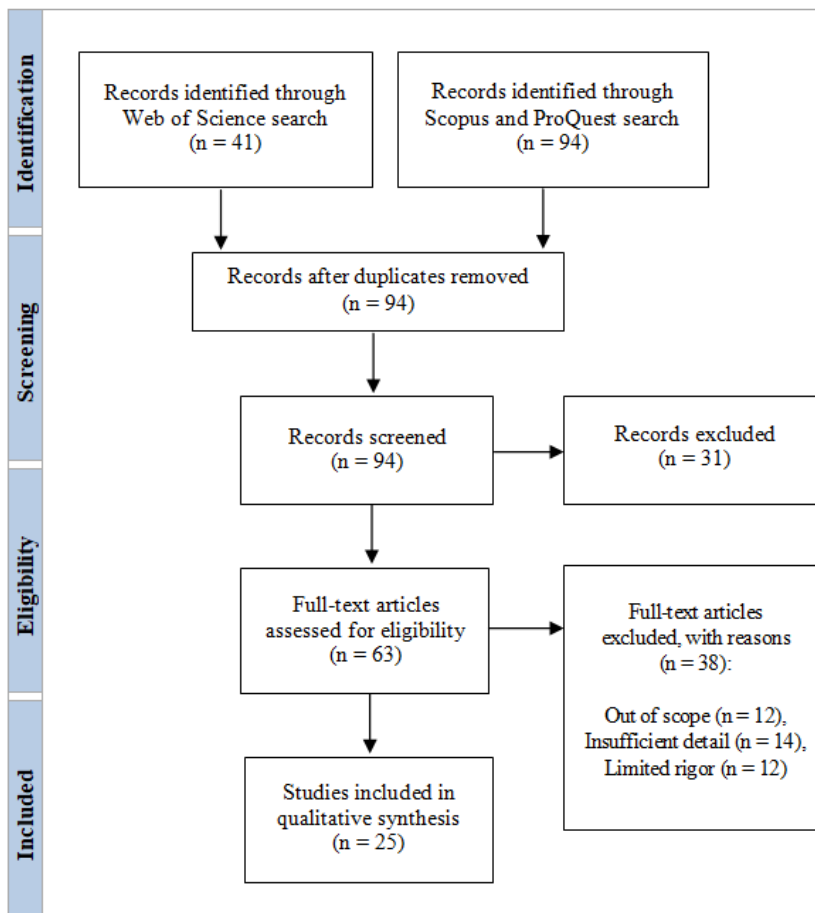 Identification
Records identified through
Web of Science search
(n = 41)
Records identified through
Scopus and ProQuest search
(n = 94)
Screening
Records after duplicates removed
(n = 94)
Records screened
(n = 94)
Records excluded
(n = 31)
Eligibility
Full-text articles
assessed for eligibility
(n = 63)
Full-text articles
excluded, with reasons
(n = 38):
Out of scope (n = 12),
Insufficient detail (n = 14),
Limited rigor (n = 12)
Included
Studies included in
qualitative synthesis
(n = 25)